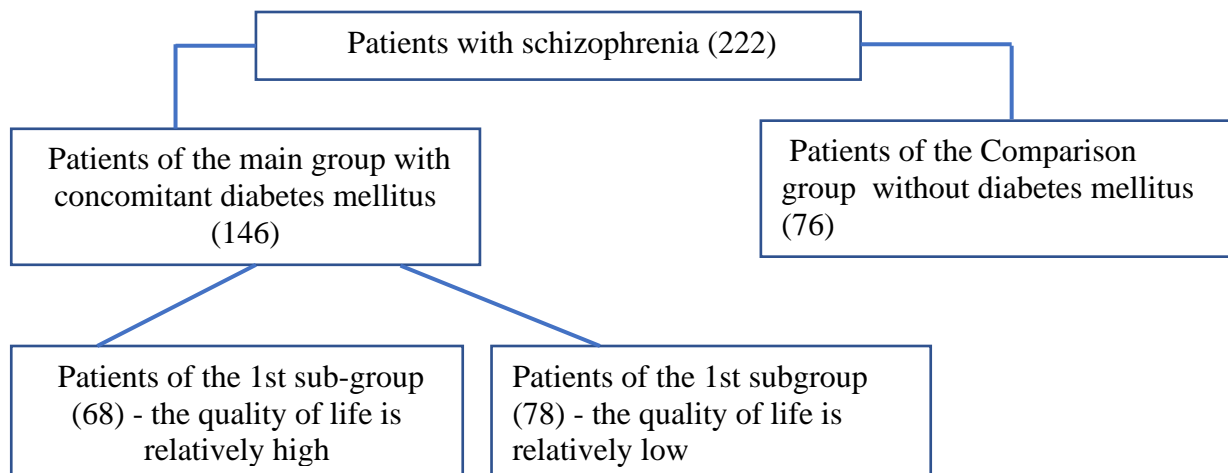 Patients with schizophrenia (222)
Patients of the main group with
concomitant diabetes mellitus
(146)
Patients of the Comparison
group without diabetes mellitus
(76)
Patients of the 1st sub-group
(68) - the quality of life is
relatively high
Patients of the 1st subgroup
(78) - the quality of life is
relatively low